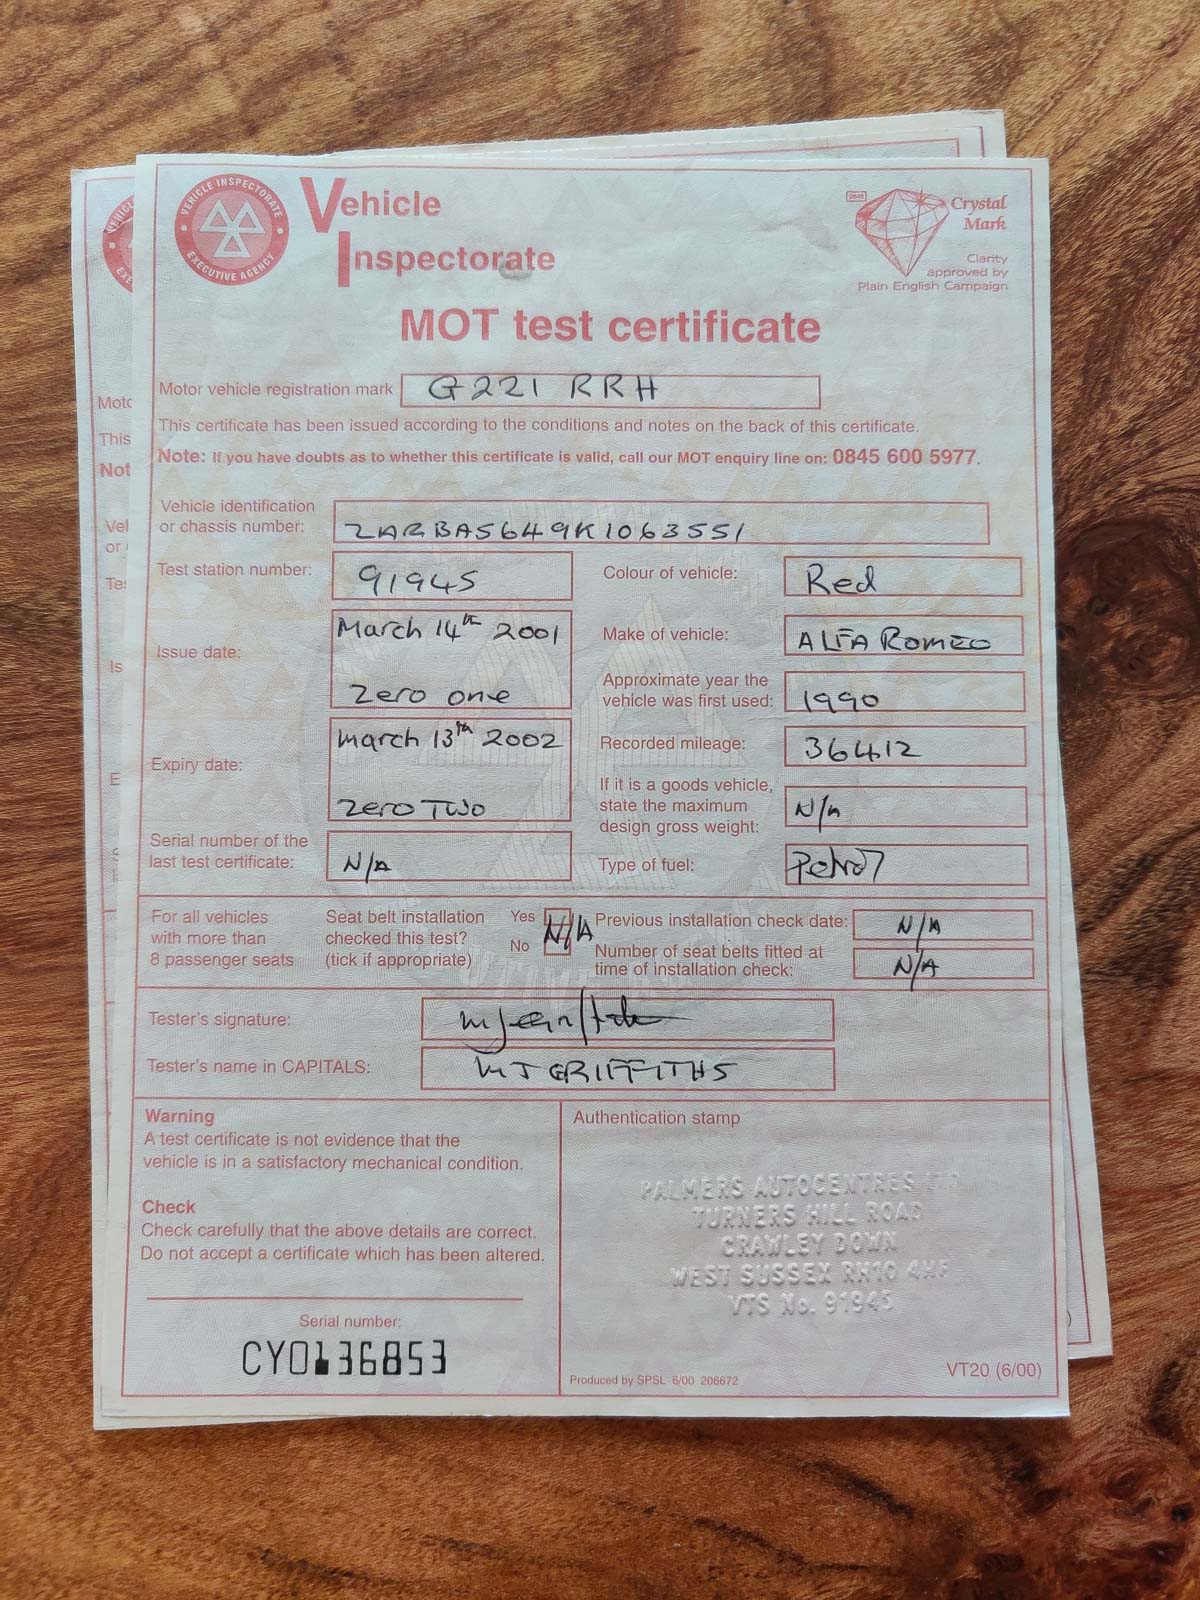 VEHICLE INSPECTORATE
EXECUTIVE AGENCY
Vehicle
Inspectorate
2645
Crystal
Mark
Clarity
approved by
Plain English Campaign
MOT test certificate
Motor vehicle registration mark G221 RRH
This certificate has been issued according to the conditions and notes on the back of this certificate.
Note: If you have doubts as to whether this certificate is valid, call our MOT enquiry line on: 0845 600 5977.
Vehicle identification
or chassis number: ZARBA5649K1063551
Test station number: 91945
Colour of vehicle: Red
Issue date: March 14th 2001
Zero one
Make of vehicle: ALFA ROMEO
Approximate year the
vehicle was first used: 1990
Expiry date: March 13th 2002
Zero Two
Recorded mileage: 36412
If it is a goods vehicle,
state the maximum
design gross weight: N/A
Serial number of the
last test certificate: N/A
Type of fuel: Petrol
For all vehicles
with more than
8 passenger seats
Seat belt installation
checked this test?
(tick if appropriate)
Yes
No
N/A
Previous installation check date: N/A
Number of seat belts fitted at
time of installation check: N/A
Tester's signature:
Tester's name in CAPITALS: MJ GRIFFITHS
Warning
A test certificate is not evidence that the
vehicle is in a satisfactory mechanical condition.
Check
Check carefully that the above details are correct.
Do not accept a certificate which has been altered.
Serial number:
CY0136853
Authentication stamp
PALMERS AUTOCENTRES LTD
TURNERS HILL ROAD
CRAWLEY DOWN
WEST SUSSEX RH10
VTS No. 91945
Produced by SPSL 6/00 206672
VT20 (6/00)